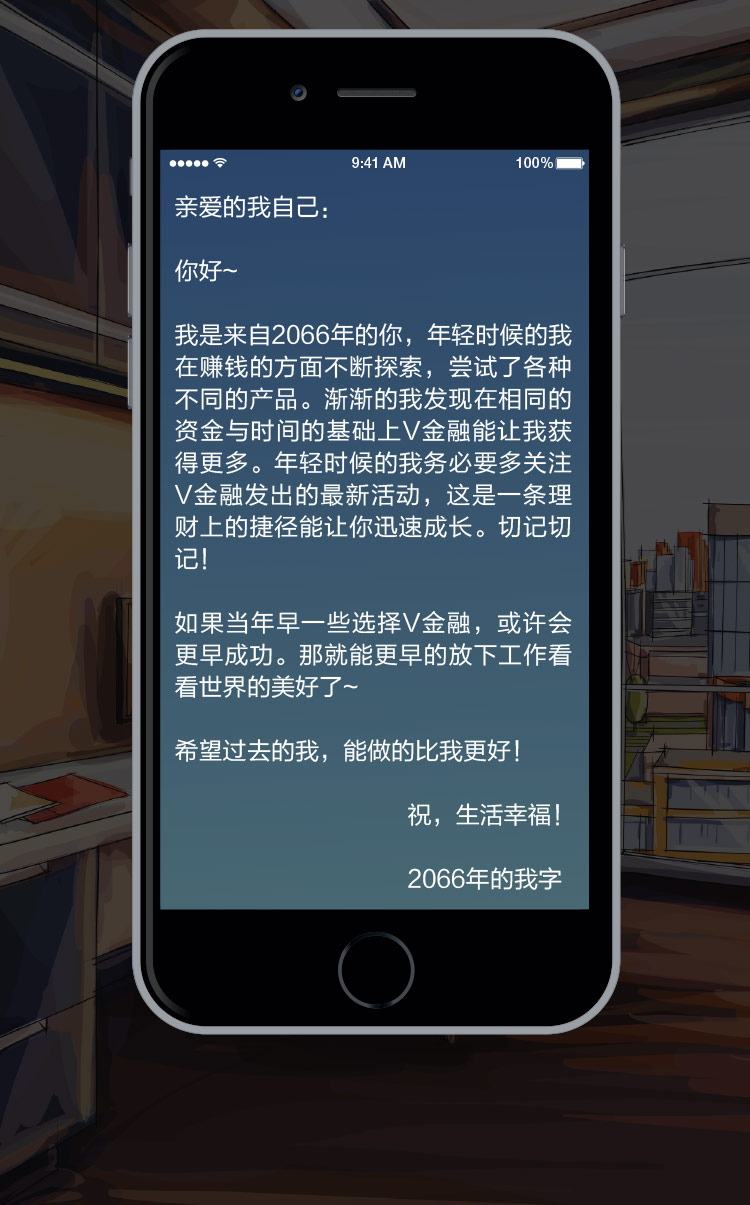 9:41 AM
100%
亲爱的我自己：
你好~
我是来自2066年的你，年轻时候的我
在赚钱的方面不断探索，尝试了各种
不同的产品。渐渐的我发现在相同的
资金与时间的基础上V金融能让我获
得更多。年轻时候的我务必要多关注
V金融发出的最新活动，这是一条理
财上的捷径能让你迅速成长。切记切
记！
如果当年早一些选择V金融，或许会
更早成功。那就能更早的放下工作看
看世界的美好了~
希望过去的我，能做的比我更好！
祝，生活幸福！
2066年的我字